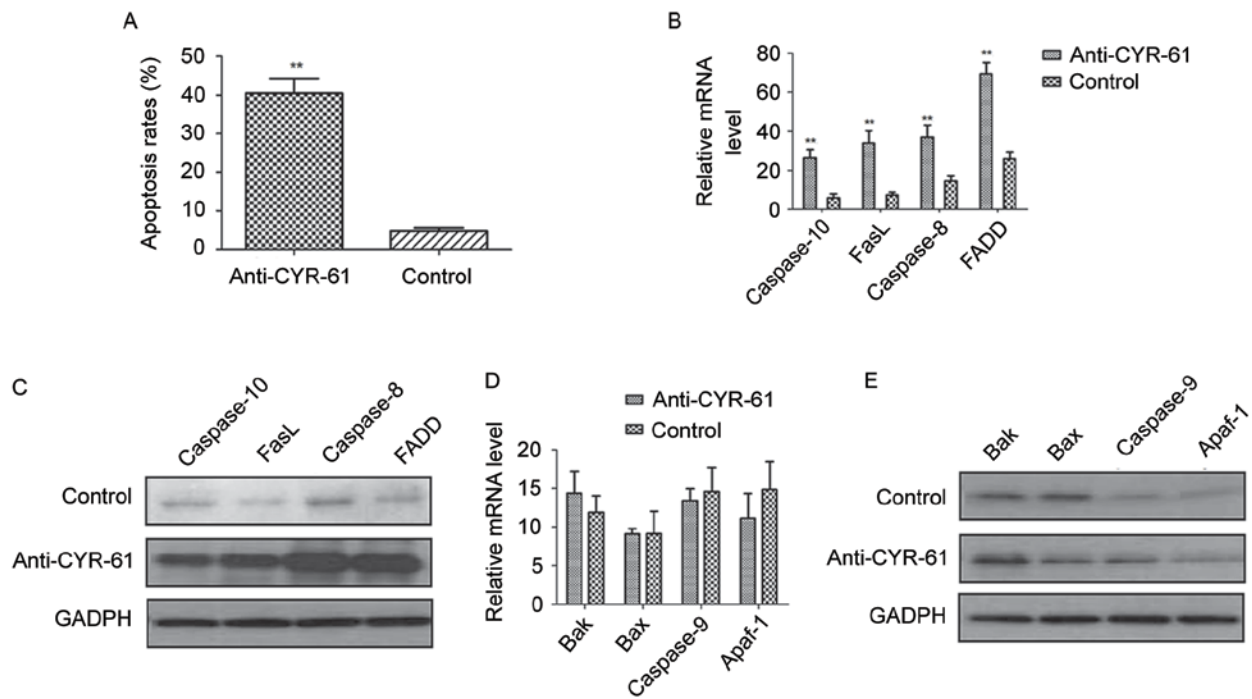 A
Apoptosis rates (%)
50
40
30
20
10
0
**
Anti-CYR-61
Control
B
Relative mRNA
level
80
60
40
20
0
**
**
**
**
Anti-CYR-61
Control
Caspase-10
FasL
Caspase-8
FADD
C
Caspase-10
FasL
Caspase-8
FADD
Control
Anti-CYR-61
GADPH
D
Anti-CYR-61
Control
Relative mRNA level
20
15
10
5
0
Bak
Bax
Caspase-9
Apaf-1
E
Bak
Bax
Caspase-9
Apaf-1
Control
Anti-CYR-61
GADPH